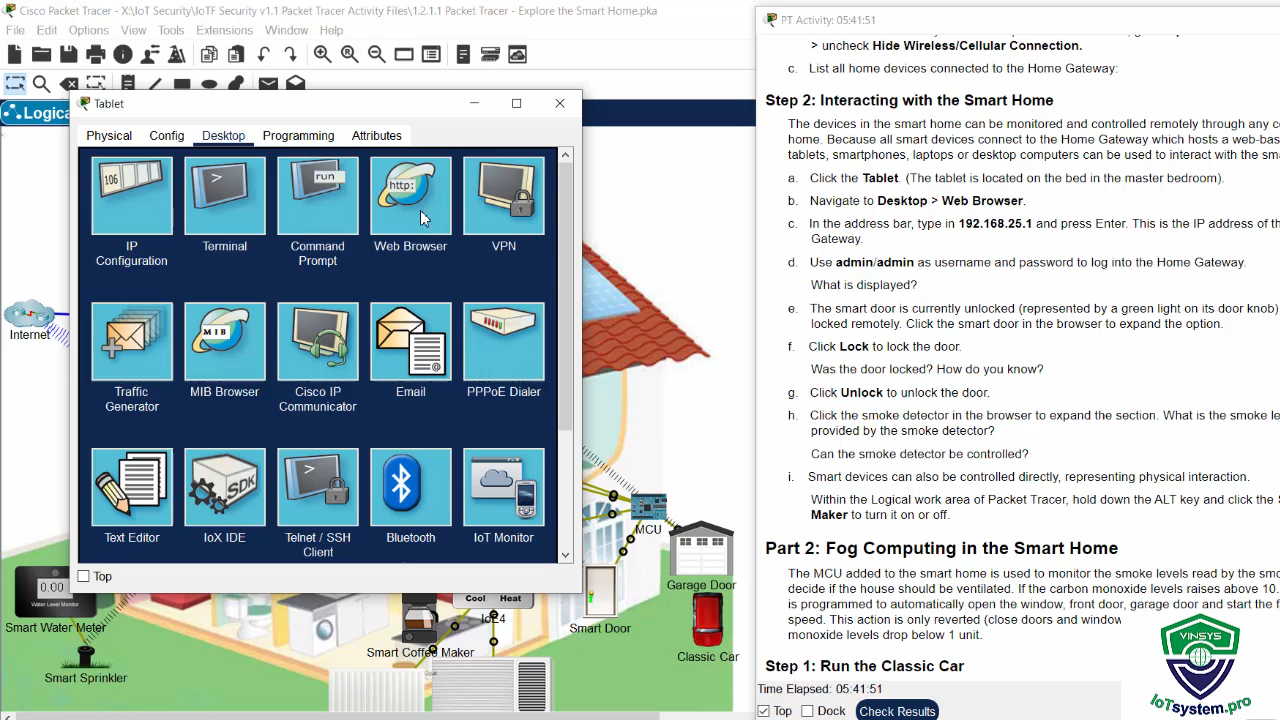 Cisco Packet Tracer - X:\IoT Security\IoTF Security v1.1 Packet Tracer Activity Files\1.2.1.1 Packet Tracer - Explore the Smart Home.pka
File Edit Options View Tools Extensions Window Help
Logica
Internet
Tablet
Physical Config Desktop Programming Attributes
106
run
http:
IP Configuration
Terminal
Command Prompt
Web Browser
VPN
MIB
Traffic Generator
MIB Browser
Cisco IP Communicator
Email
PPPoE Dialer
SDK
Text Editor
IoX IDE
Telnet / SSH Client
Bluetooth
IoT Monitor
Top
0.00
Water Level Monitor
Smart Water Meter
Smart Sprinkler
Cool Heat
IoE4
Smart Coffee Maker
Smart Door
MCU
Garage Door
Classic Car
PT Activity: 05:41:51
> uncheck Hide Wireless/Cellular Connection.
c. List all home devices connected to the Home Gateway:
Step 2: Interacting with the Smart Home
The devices in the smart home can be monitored and controlled remotely through any co
home. Because all smart devices connect to the Home Gateway which hosts a web-bas
tablets, smartphones, laptops or desktop computers can be used to interact with the sma
a. Click the Tablet. (The tablet is located on the bed in the master bedroom).
b. Navigate to Desktop > Web Browser.
c. In the address bar, type in 192.168.25.1 and press Enter. This is the IP address of th
Gateway.
d. Use admin/admin as username and password to log into the Home Gateway.
What is displayed?
e. The smart door is currently unlocked (represented by a green light on its door knob)
locked remotely. Click the smart door in the browser to expand the option.
f. Click Lock to lock the door.
Was the door locked? How do you know?
g. Click Unlock to unlock the door.
h. Click the smoke detector in the browser to expand the section. What is the smoke le
provided by the smoke detector?
Can the smoke detector be controlled?
i. Smart devices can also be controlled directly, representing physical interaction.
Within the Logical work area of Packet Tracer, hold down the ALT key and click the S
Maker to turn it on or off.
Part 2: Fog Computing in the Smart Home
The MCU added to the smart home is used to monitor the smoke levels read by the smo
decide if the house should be ventilated. If the carbon monoxide levels raises above 10.
is programmed to automatically open the window, front door, garage door and start the f
speed. This action is only reverted (close doors and window
monoxide levels drop below 1 unit.
Step 1: Run the Classic Car
Time Elapsed: 05:41:51
Top Dock Check Results
VINSYS
IoTsystem.pro